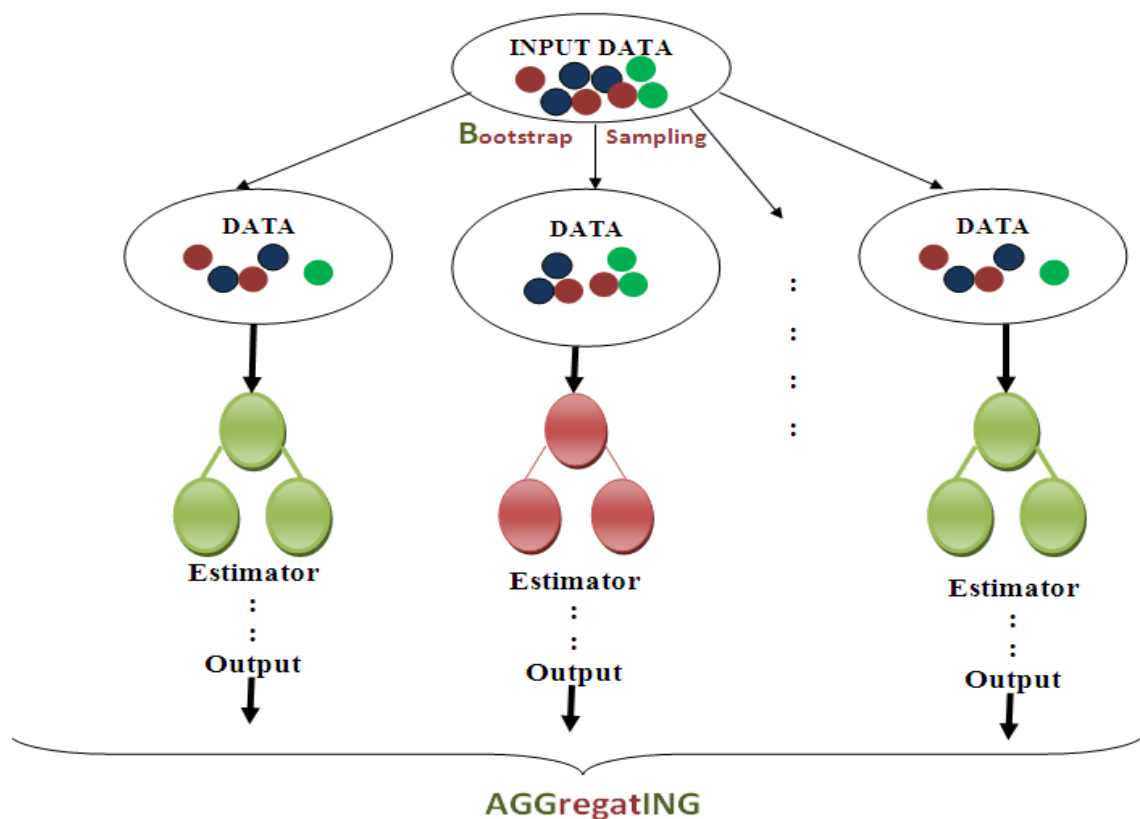 INPUT DATA
Bootstrap Sampling
DATA
DATA
DATA
:
:
:
:
Estimator
:
:
Output
Estimator
:
:
Output
Estimator
:
:
Output
AGGregatING